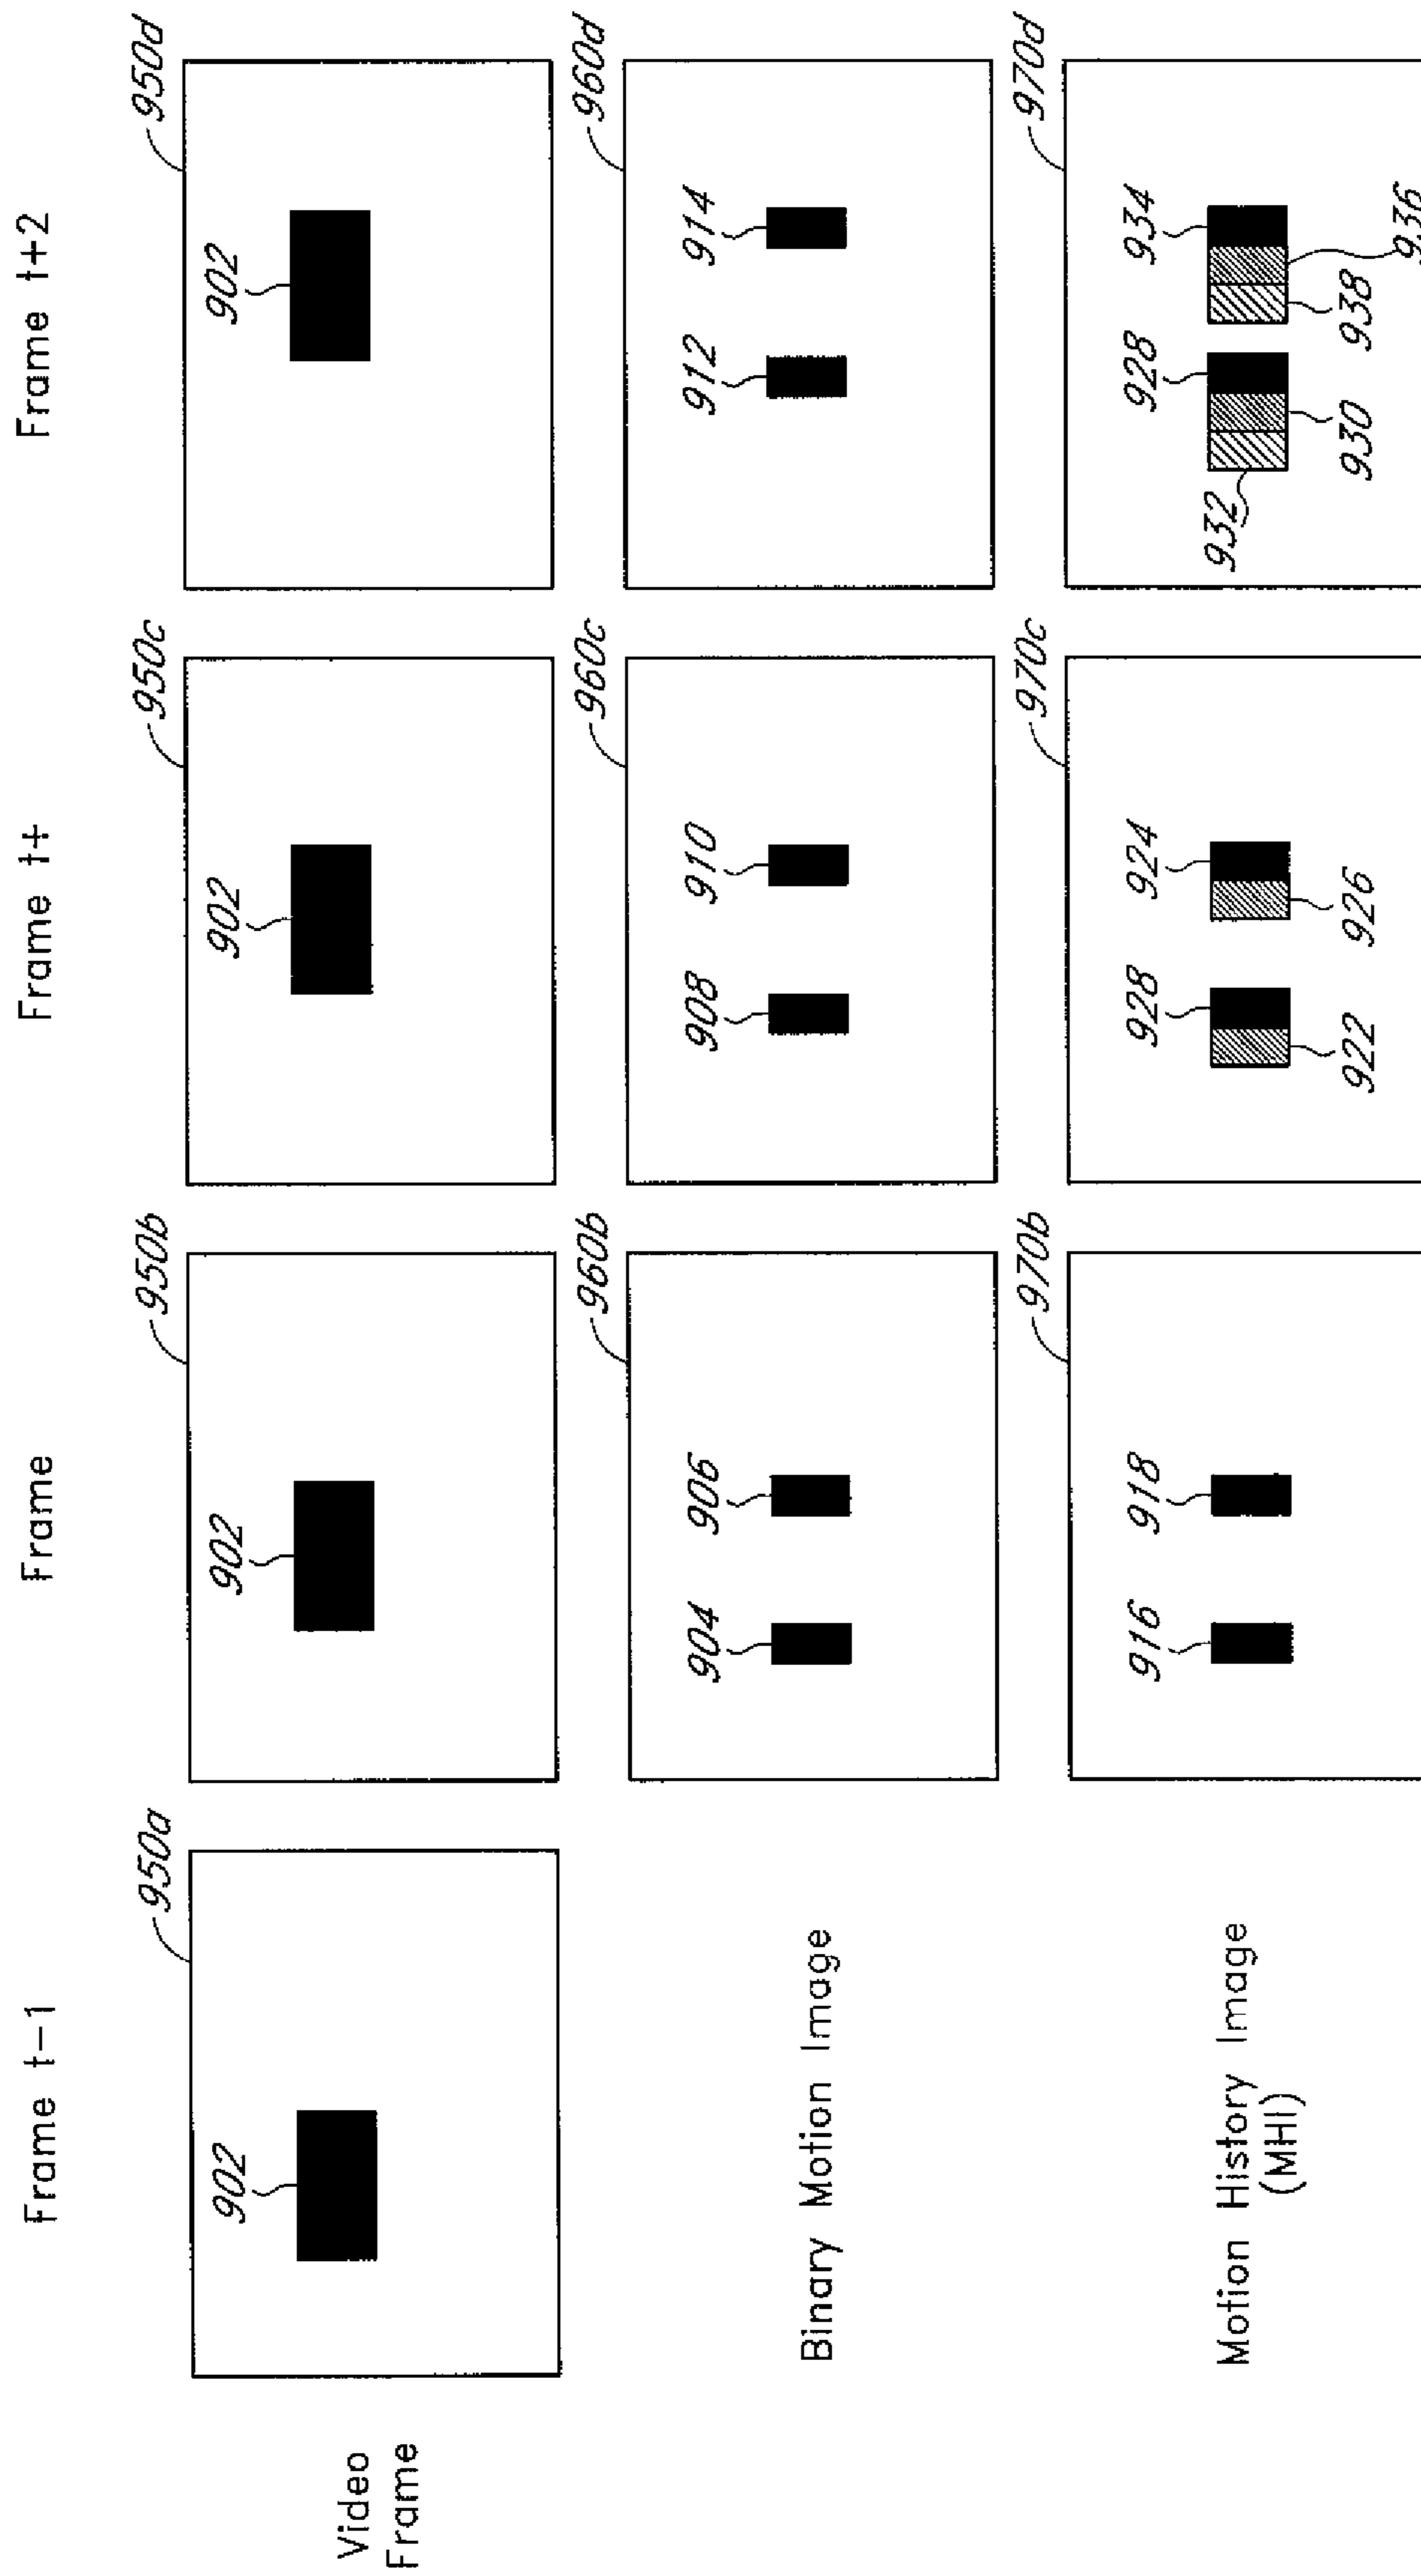 Frame t-1
Frame
Frame t+
Frame t+2
Video
Frame
950a
902
950b
902
950c
902
950d
902
Binary Motion Image
960b
904
906
960c
908
910
960d
912
914
Motion History Image
(MHI)
970b
916
918
970c
928
924
922
926
970d
932
928
934
930
938
936